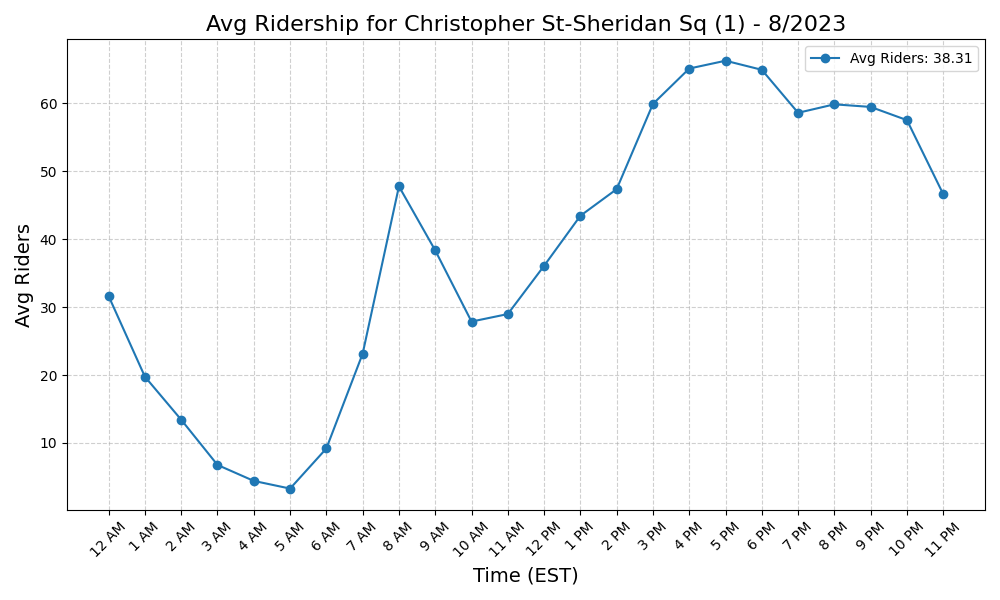 Avg Ridership for Christopher St-Sheridan Sq (1) - 8/2023
Avg Riders: 38.31
Avg Riders
60
50
40
30
20
10
12 AM
1 AM
2 AM
3 AM
4 AM
5 AM
6 AM
7 AM
8 AM
9 AM
10 AM
11 AM
12 PM
1 PM
2 PM
3 PM
4 PM
5 PM
6 PM
7 PM
8 PM
9 PM
10 PM
11 PM
Time (EST)